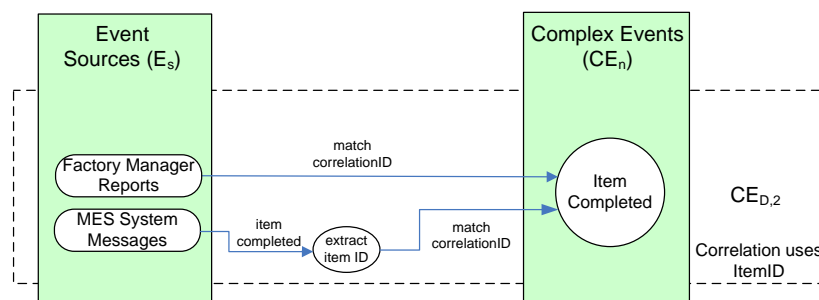 Event
Sources (Es)
Complex Events
(CEn)
Factory Manager
Reports
match
correlationID
MES System
Messages
item
completed
extract
item ID
match
correlationID
Item
Completed
CED,2
Correlation uses
ItemID